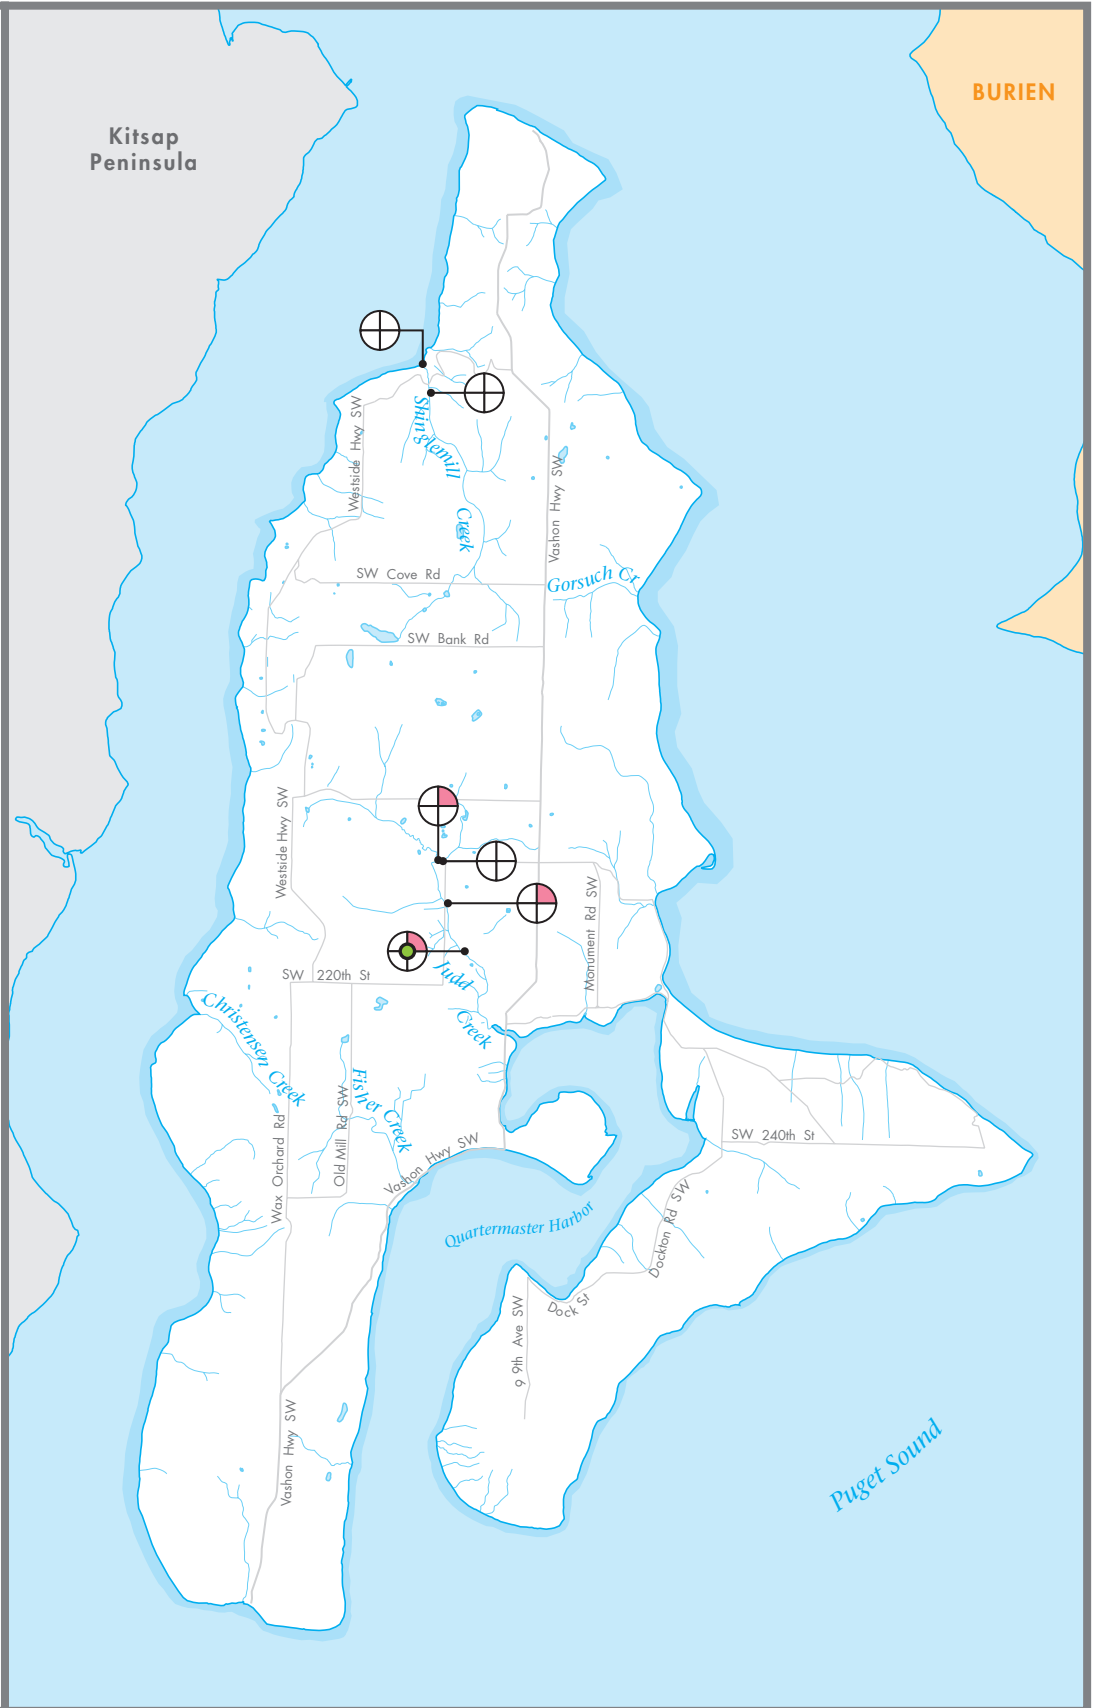 BURIEN
Kitsap
Peninsula
Westside Hwy SW
Shinglemill
Creek
Vashon Hwy SW
SW Cove Rd
Gorsuch Cr
SW Bank Rd
Westside Hwy SW
Monument Rd SW
Judd
Creek
SW 220th St
Christensen Creek
Fisher Creek
Old Mill Rd SW
Wax Orchard Rd
Vashon Hwy SW
SW 240th St
Quartermaster Harbor
Dockton Rd SW
Dock St
9 9th Ave SW
Vashon Hwy SW
Puget Sound